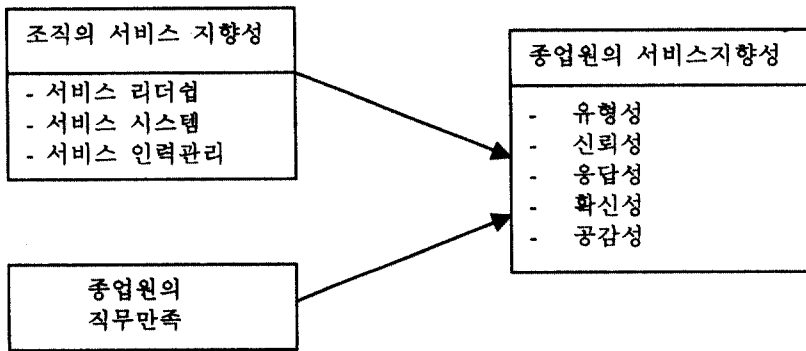 조직의 서비스 지향성
- 서비스 리더쉽
- 서비스 시스템
- 서비스 인력관리
종업원의 서비스지향성
- 유형성
- 신뢰성
- 응답성
- 확신성
- 공감성
종업원의
직무만족